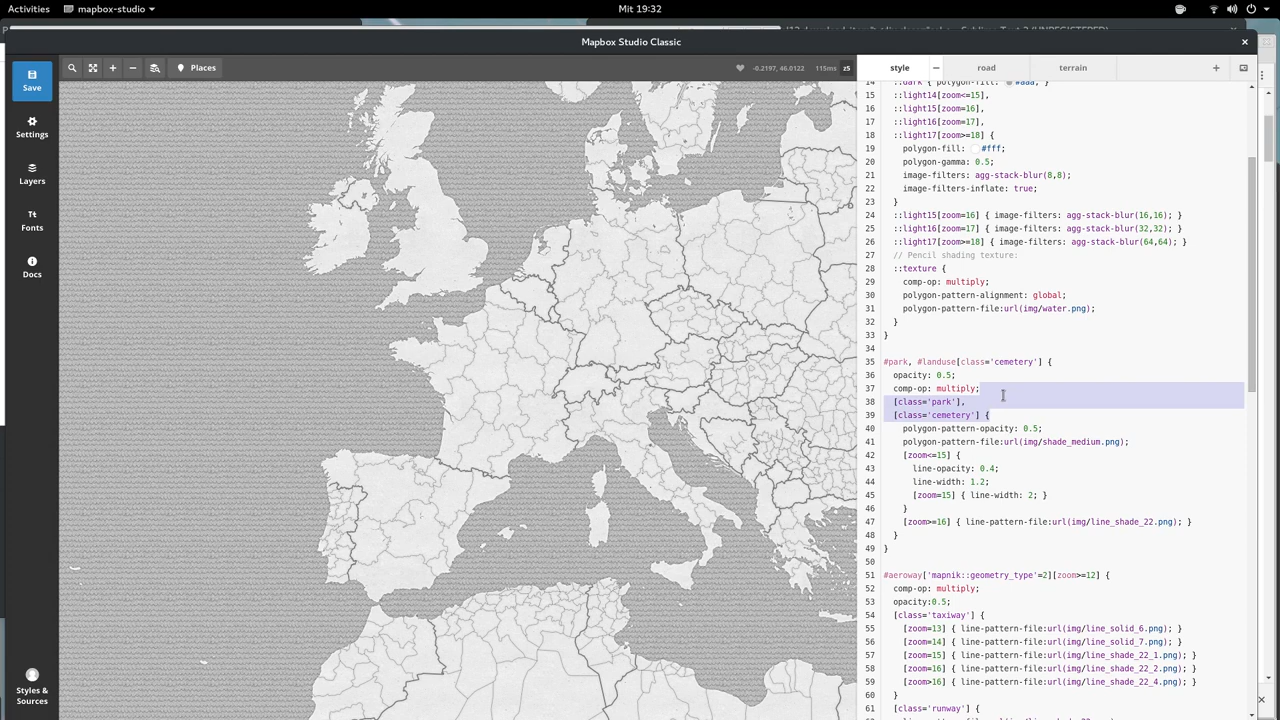 Activities
mapbox-studio
Mit 19:32
Mapbox Studio Classic
Save
Settings
Layers
Tt
Fonts
Docs
Styles &
Sources
Places
-0.2197, 46.0122
115ms
z5
style
road
terrain
14 ::dark { polygon-fill: #aaa; }
15 ::light14[zoom<=15],
16 ::light15[zoom=16],
17 ::light16[zoom=17],
18 ::light17[zoom>=18] {
19 polygon-fill: #fff;
20 polygon-gamma: 0.5;
21 image-filters: agg-stack-blur(8,8);
22 image-filters-inflate: true;
23 }
24 ::light15[zoom=16] { image-filters: agg-stack-blur(16,16); }
25 ::light16[zoom=17] { image-filters: agg-stack-blur(32,32); }
26 ::light17[zoom>=18] { image-filters: agg-stack-blur(64,64); }
27 // Pencil shading texture:
28 ::texture {
29 comp-op: multiply;
30 polygon-pattern-alignment: global;
31 polygon-pattern-file:url(img/water.png);
32 }
33 }
34
35 #park, #landuse[class='cemetery'] {
36 opacity: 0.5;
37 comp-op: multiply;
38 [class='park'],
39 [class='cemetery'] {
40 polygon-pattern-opacity: 0.5;
41 polygon-pattern-file:url(img/shade_medium.png);
42 [zoom<=15] {
43 line-opacity: 0.4;
44 line-width: 1.2;
45 [zoom=15] { line-width: 2; }
46 }
47 [zoom>=16] { line-pattern-file:url(img/line_shade_22.png); }
48 }
49 }
50
51 #aeroway['mapnik::geometry_type'=2][zoom>=12] {
52 comp-op: multiply;
53 opacity:0.5;
54 [class='taxiway'] {
55 [zoom=13] { line-pattern-file:url(img/line_solid_6.png); }
56 [zoom=14] { line-pattern-file:url(img/line_solid_7.png); }
57 [zoom=15] { line-pattern-file:url(img/line_shade_22_1.png); }
58 [zoom=16] { line-pattern-file:url(img/line_shade_22_2.png); }
59 [zoom>16] { line-pattern-file:url(img/line_shade_22_4.png); }
60 }
61 [class='runway'] {